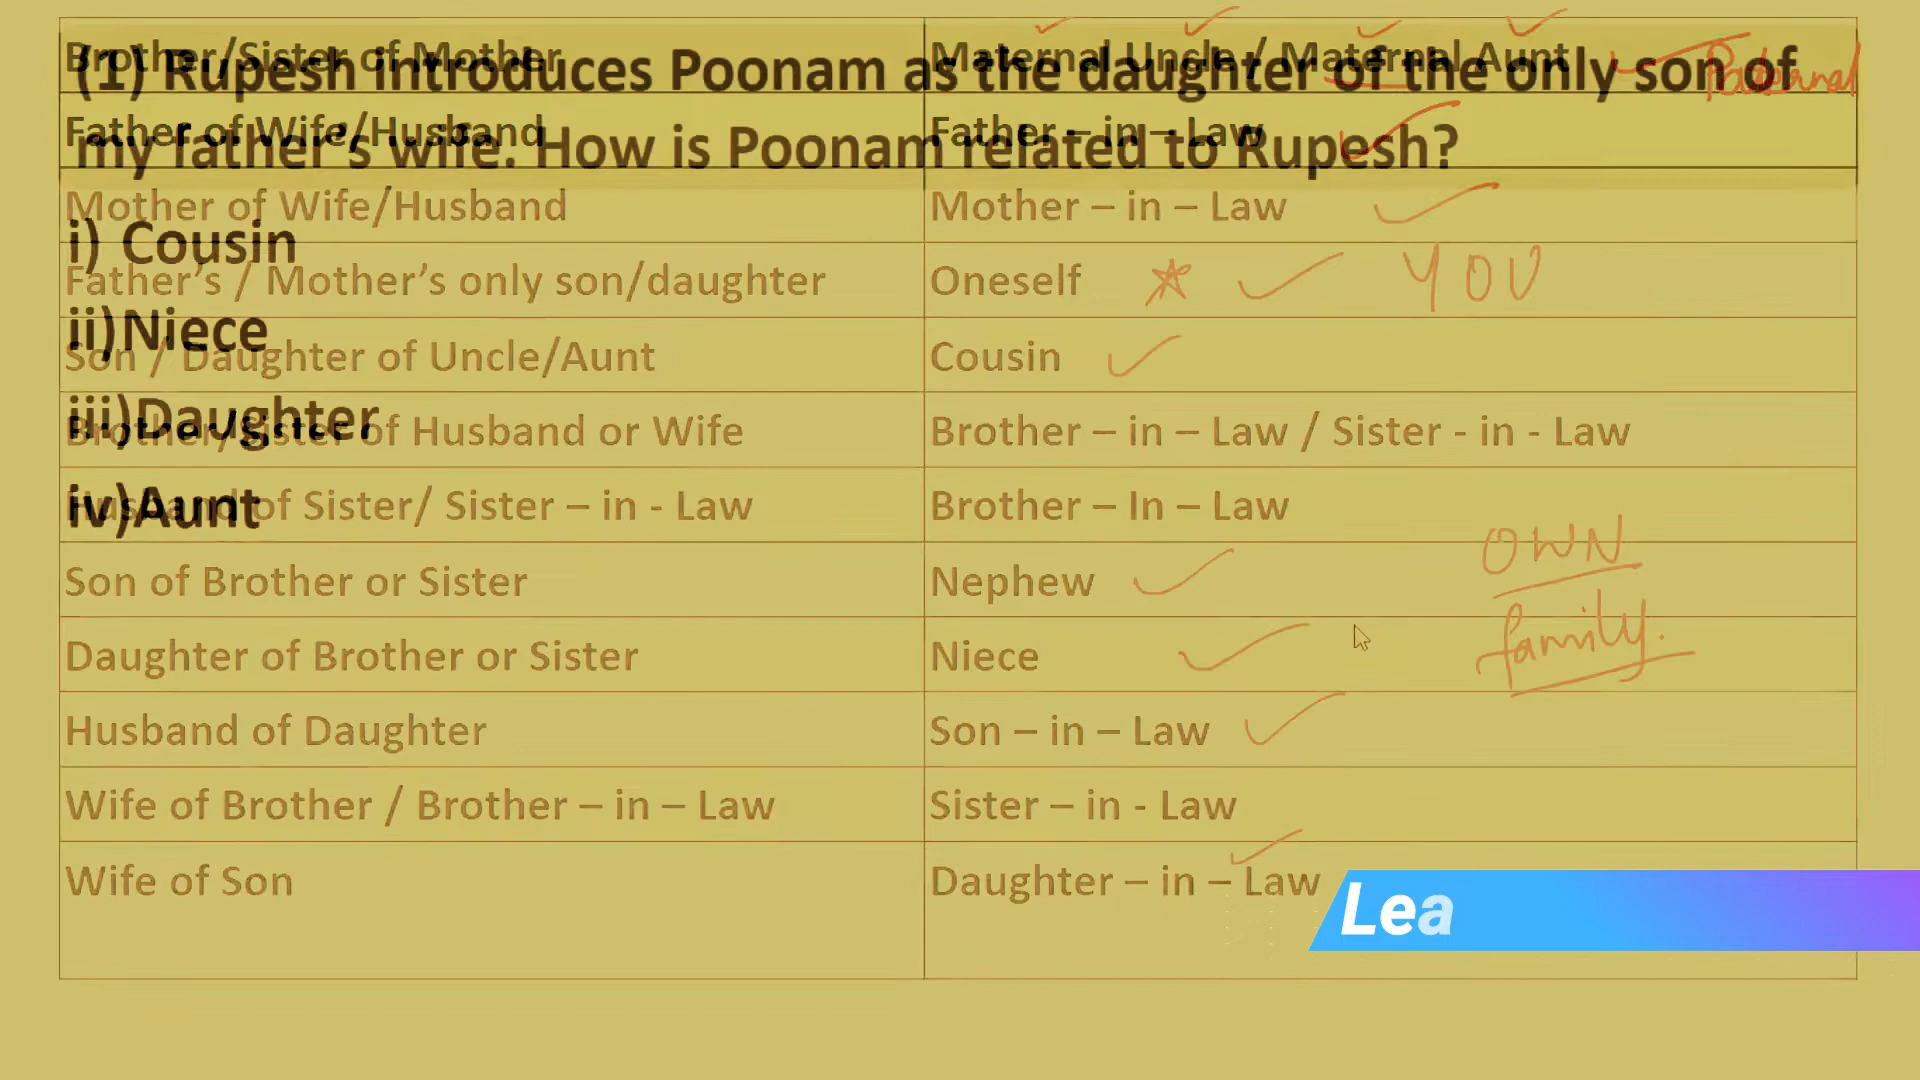 Brother/Sister of Mother
Maternal Uncle / Maternal Aunt
Paternal
(1) Rupesh introduces Poonam as the daughter of the only son of
my father's wife. How is Poonam related to Rupesh?
Father of Wife/Husband
Father – in – Law
Mother of Wife/Husband
Mother – in – Law
i) Cousin
Father's / Mother's only son/daughter
Oneself
YOU
ii)Niece
Son / Daughter of Uncle/Aunt
Cousin
iii)Daughter
Brother/Sister of Husband or Wife
Brother – in – Law / Sister - in - Law
iv)Aunt
Husband of Sister/ Sister – in - Law
Brother – In – Law
OWN
family.
Son of Brother or Sister
Nephew
Daughter of Brother or Sister
Niece
Husband of Daughter
Son – in – Law
Wife of Brother / Brother – in – Law
Sister – in - Law
Wife of Son
Daughter – in – Law
Lea